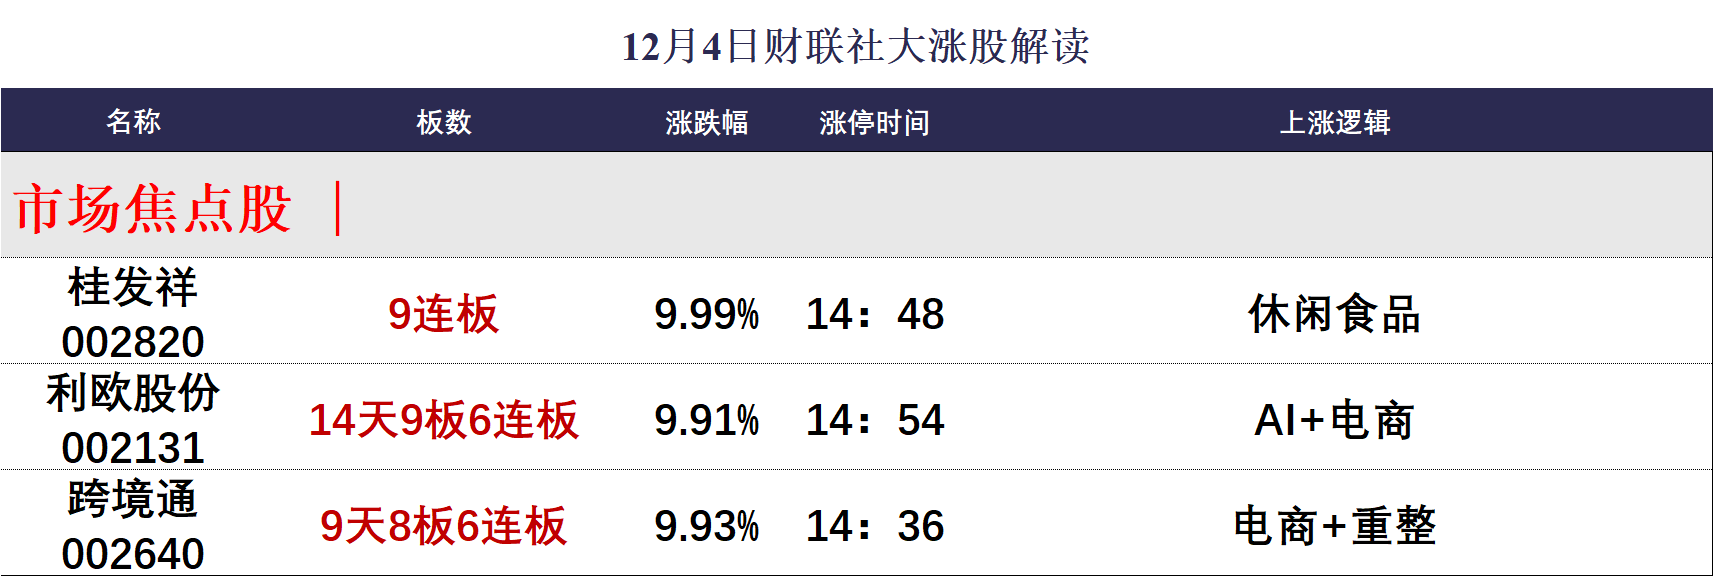 12月4日财联社大涨股解读
名称 板数 涨跌幅 涨停时间 上涨逻辑
市场焦点股 |
桂发祥
002820 9连板 9.99% 14：48 休闲食品
利欧股份
002131 14天9板6连板 9.91% 14：54 AI+电商
跨境通
002640 9天8板6连板 9.93% 14：36 电商+重整